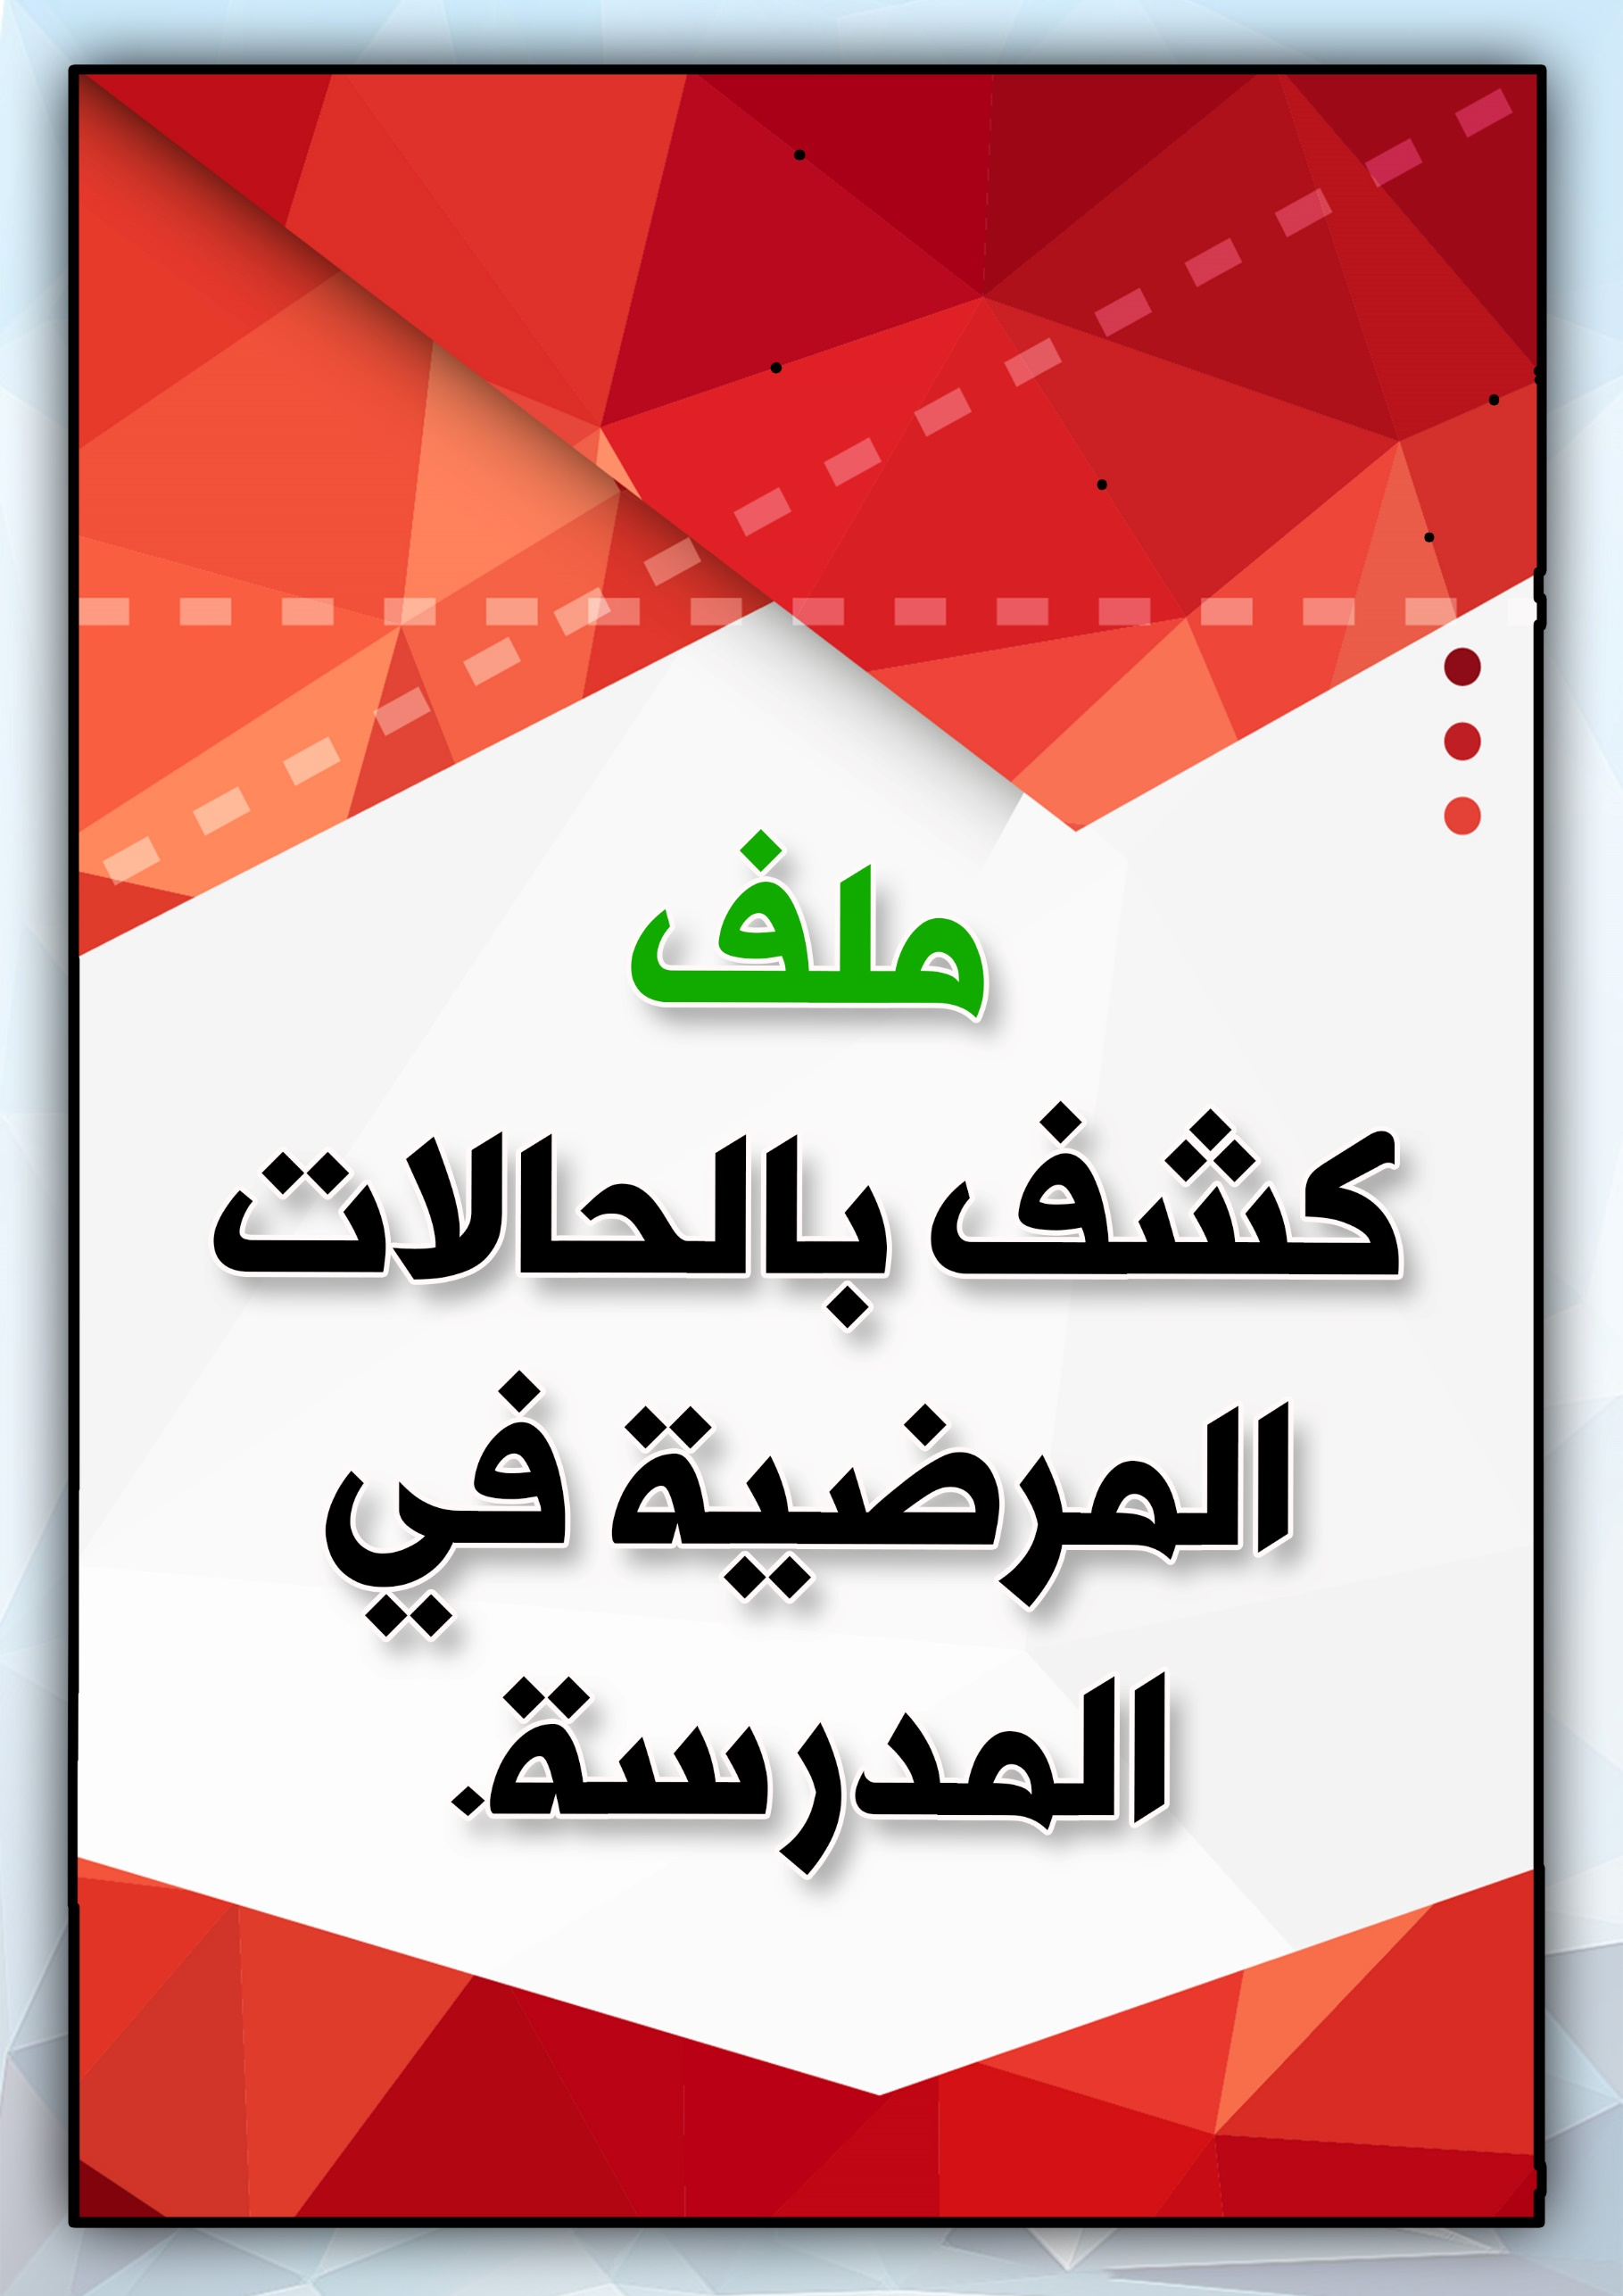 ملف
كشف بالحالات
المرضية في
المدرسة.